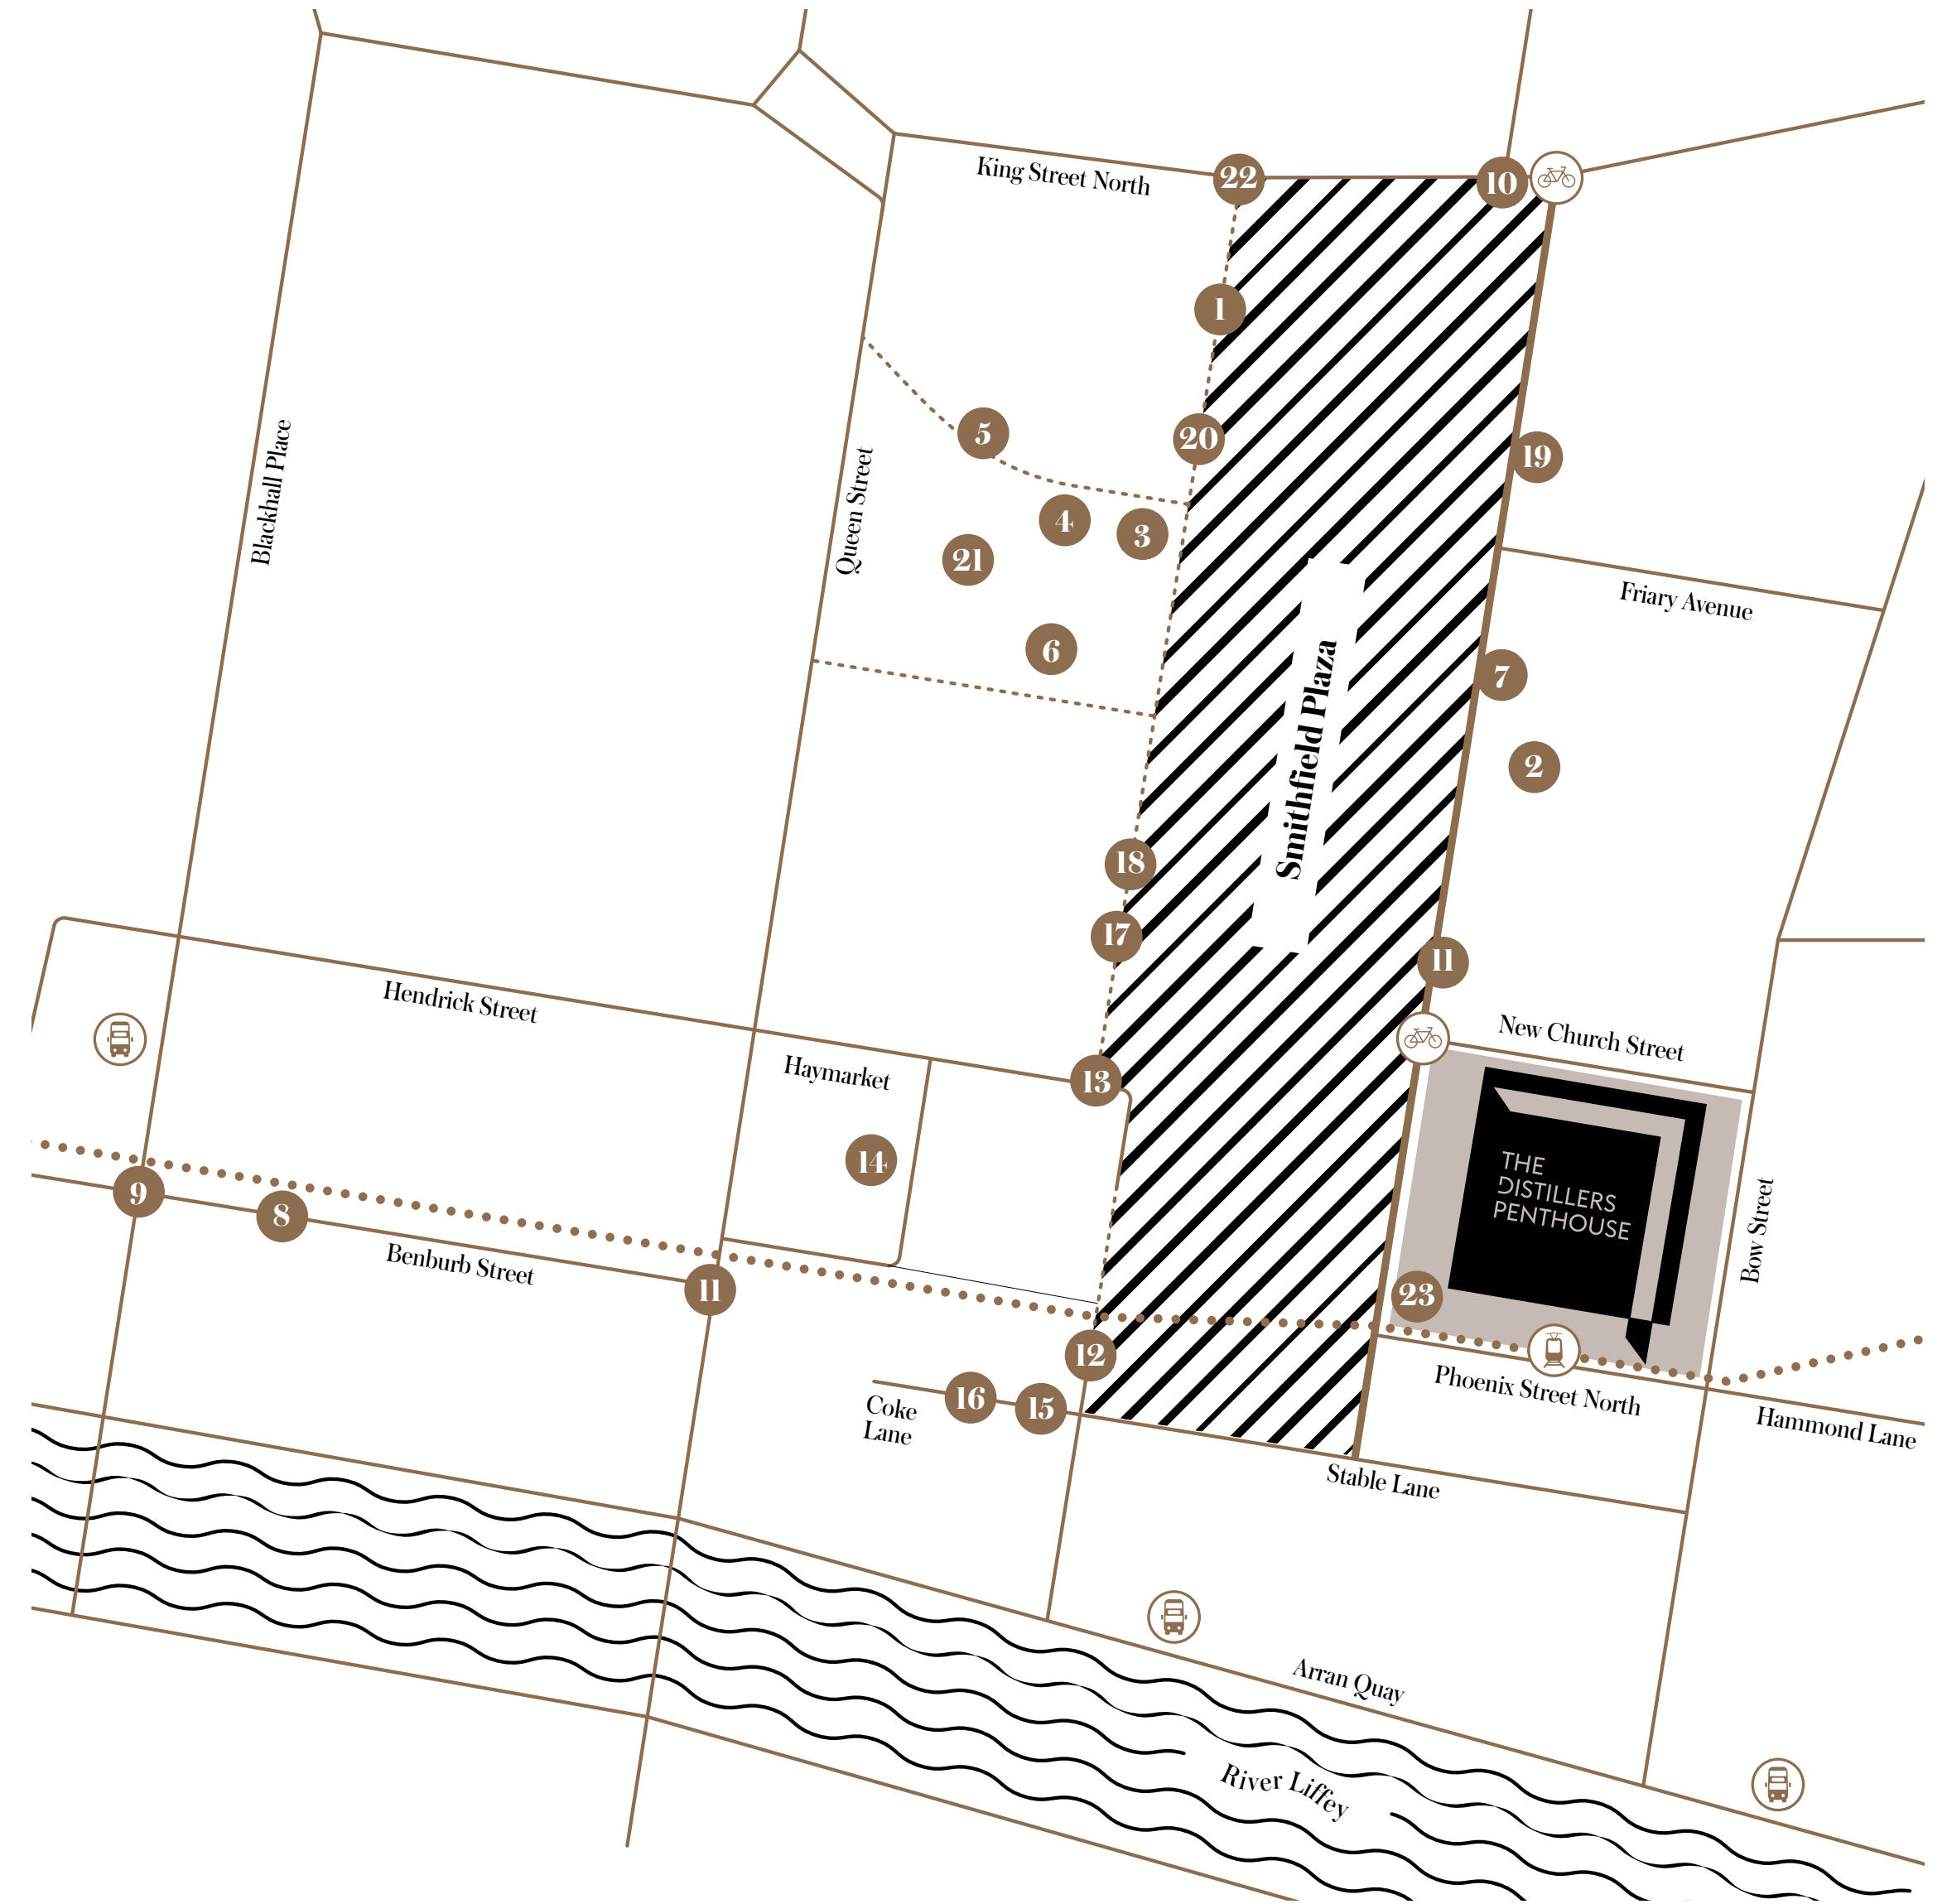 King Street North
22
10
1
5
20
19
Blackhall Place
Queen Street
4
3
21
Friary Avenue
6
7
Smithfield Plaza
2
18
17
11
Hendrick Street
New Church Street
Haymarket
13
14
THE
DISTILLERS
PENTHOUSE
9
8
Bow Street
Benburb Street
11
23
12
Phoenix Street North
16
15
Coke
Lane
Hammond Lane
Stable Lane
Arran Quay
River Liffey